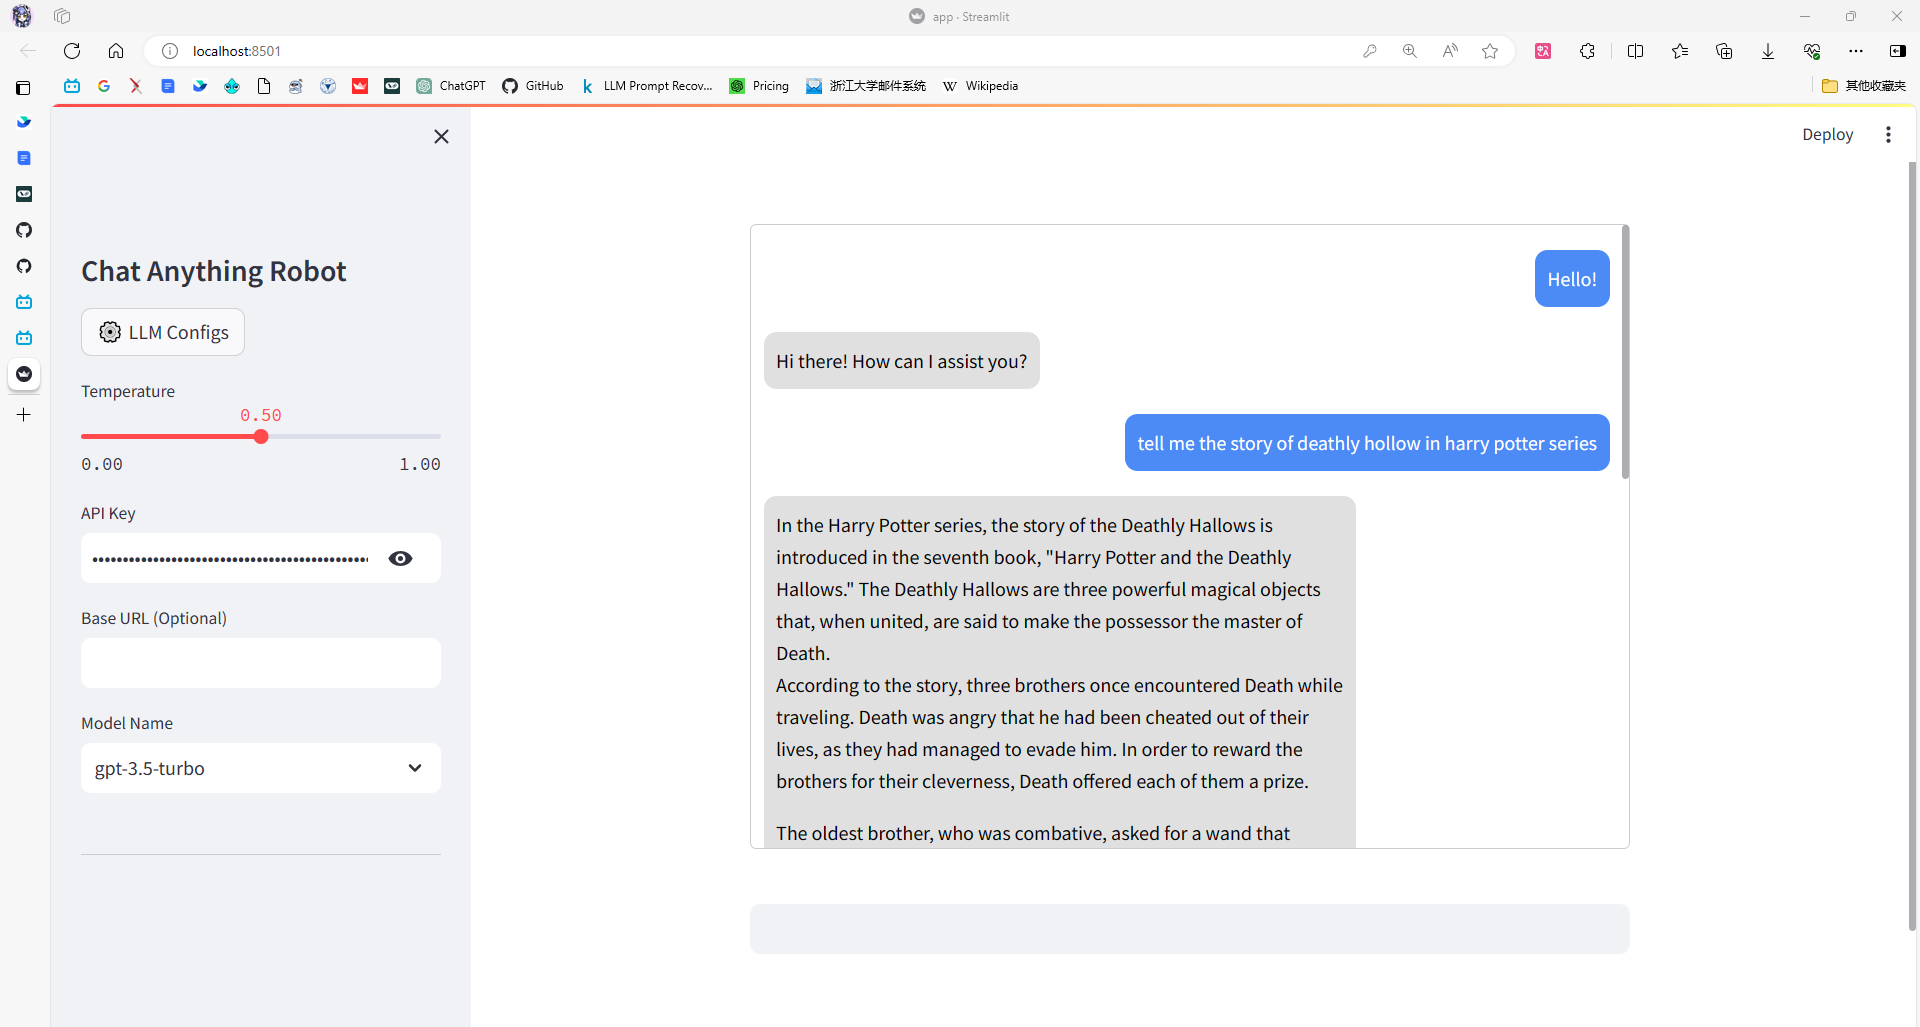 app · Streamlit
localhost:8501
ChatGPT
GitHub
LLM Prompt Recov...
Pricing
浙江大学邮件系统
Wikipedia
其他收藏夹
Deploy
Chat Anything Robot
LLM Configs
Temperature
0.50
0.00
1.00
API Key
Base URL (Optional)
Model Name
gpt-3.5-turbo
Hello!
Hi there! How can I assist you?
tell me the story of deathly hollow in harry potter series
In the Harry Potter series, the story of the Deathly Hallows is
introduced in the seventh book, "Harry Potter and the Deathly
Hallows." The Deathly Hallows are three powerful magical objects
that, when united, are said to make the possessor the master of
Death.
According to the story, three brothers once encountered Death while
traveling. Death was angry that he had been cheated out of their
lives, as they had managed to evade him. In order to reward the
brothers for their cleverness, Death offered each of them a prize.
The oldest brother, who was combative, asked for a wand that